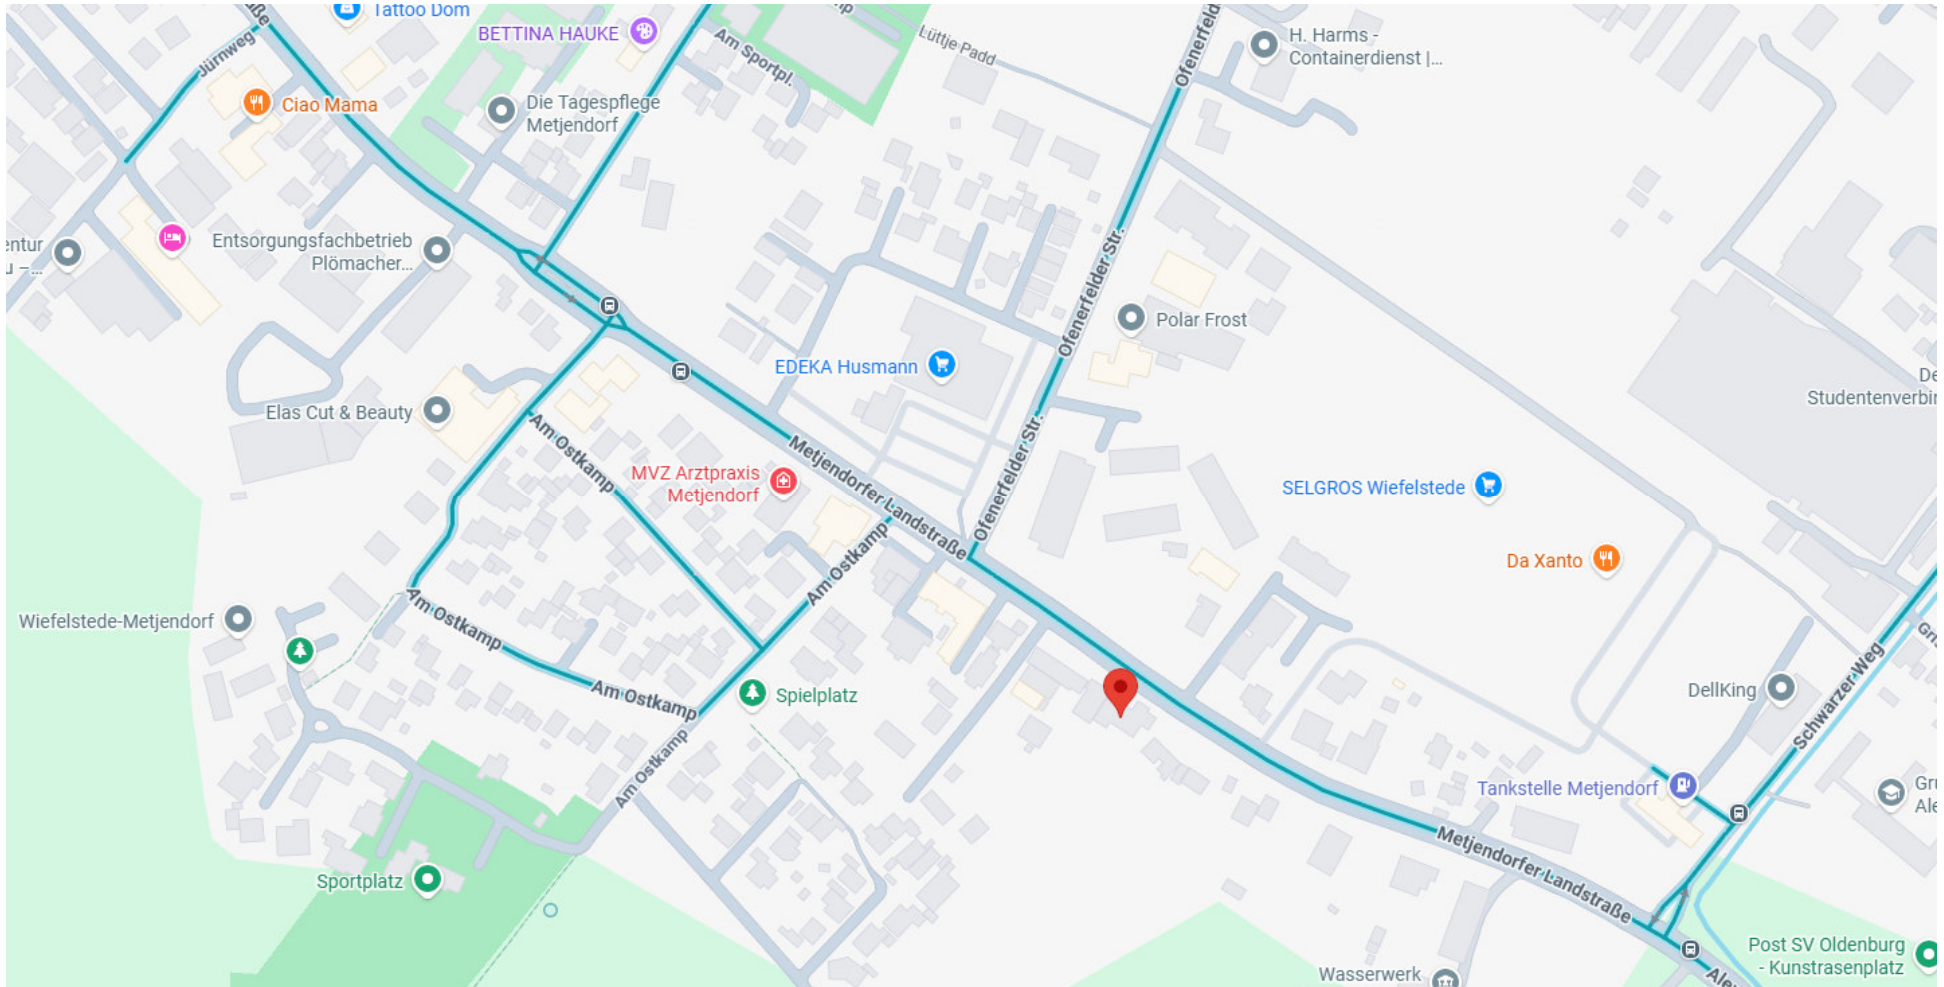 Tattoo Dom
BETTINA HAUKE
Lüttje Padd
Am Sportpl.
Ofenerfeld
H. Harms -
Containerdienst |...
Jürnweg
Ciao Mama
Die Tagespflege
Metjendorf
Entsorgungsfachbetrieb
Plömacher...
Ofenerfelder Str.
Polar Frost
EDEKA Husmann
Elas Cut & Beauty
Studentenverbin
Ofenerfelder Str.
Am Ostkamp
MVZ Arztpraxis
Metjendorf
Metjendorfer Landstraße
SELGROS Wiefelstede
Da Xanto
Am Ostkamp
Wiefelstede-Metjendorf
Am Ostkamp
Am Ostkamp
Spielplatz
DellKing
Schwarzer Weg
Am Ostkamp
Tankstelle Metjendorf
Metjendorfer Landstraße
Sportplatz
Post SV Oldenburg
- Kunstrasenplatz
Wasserwerk